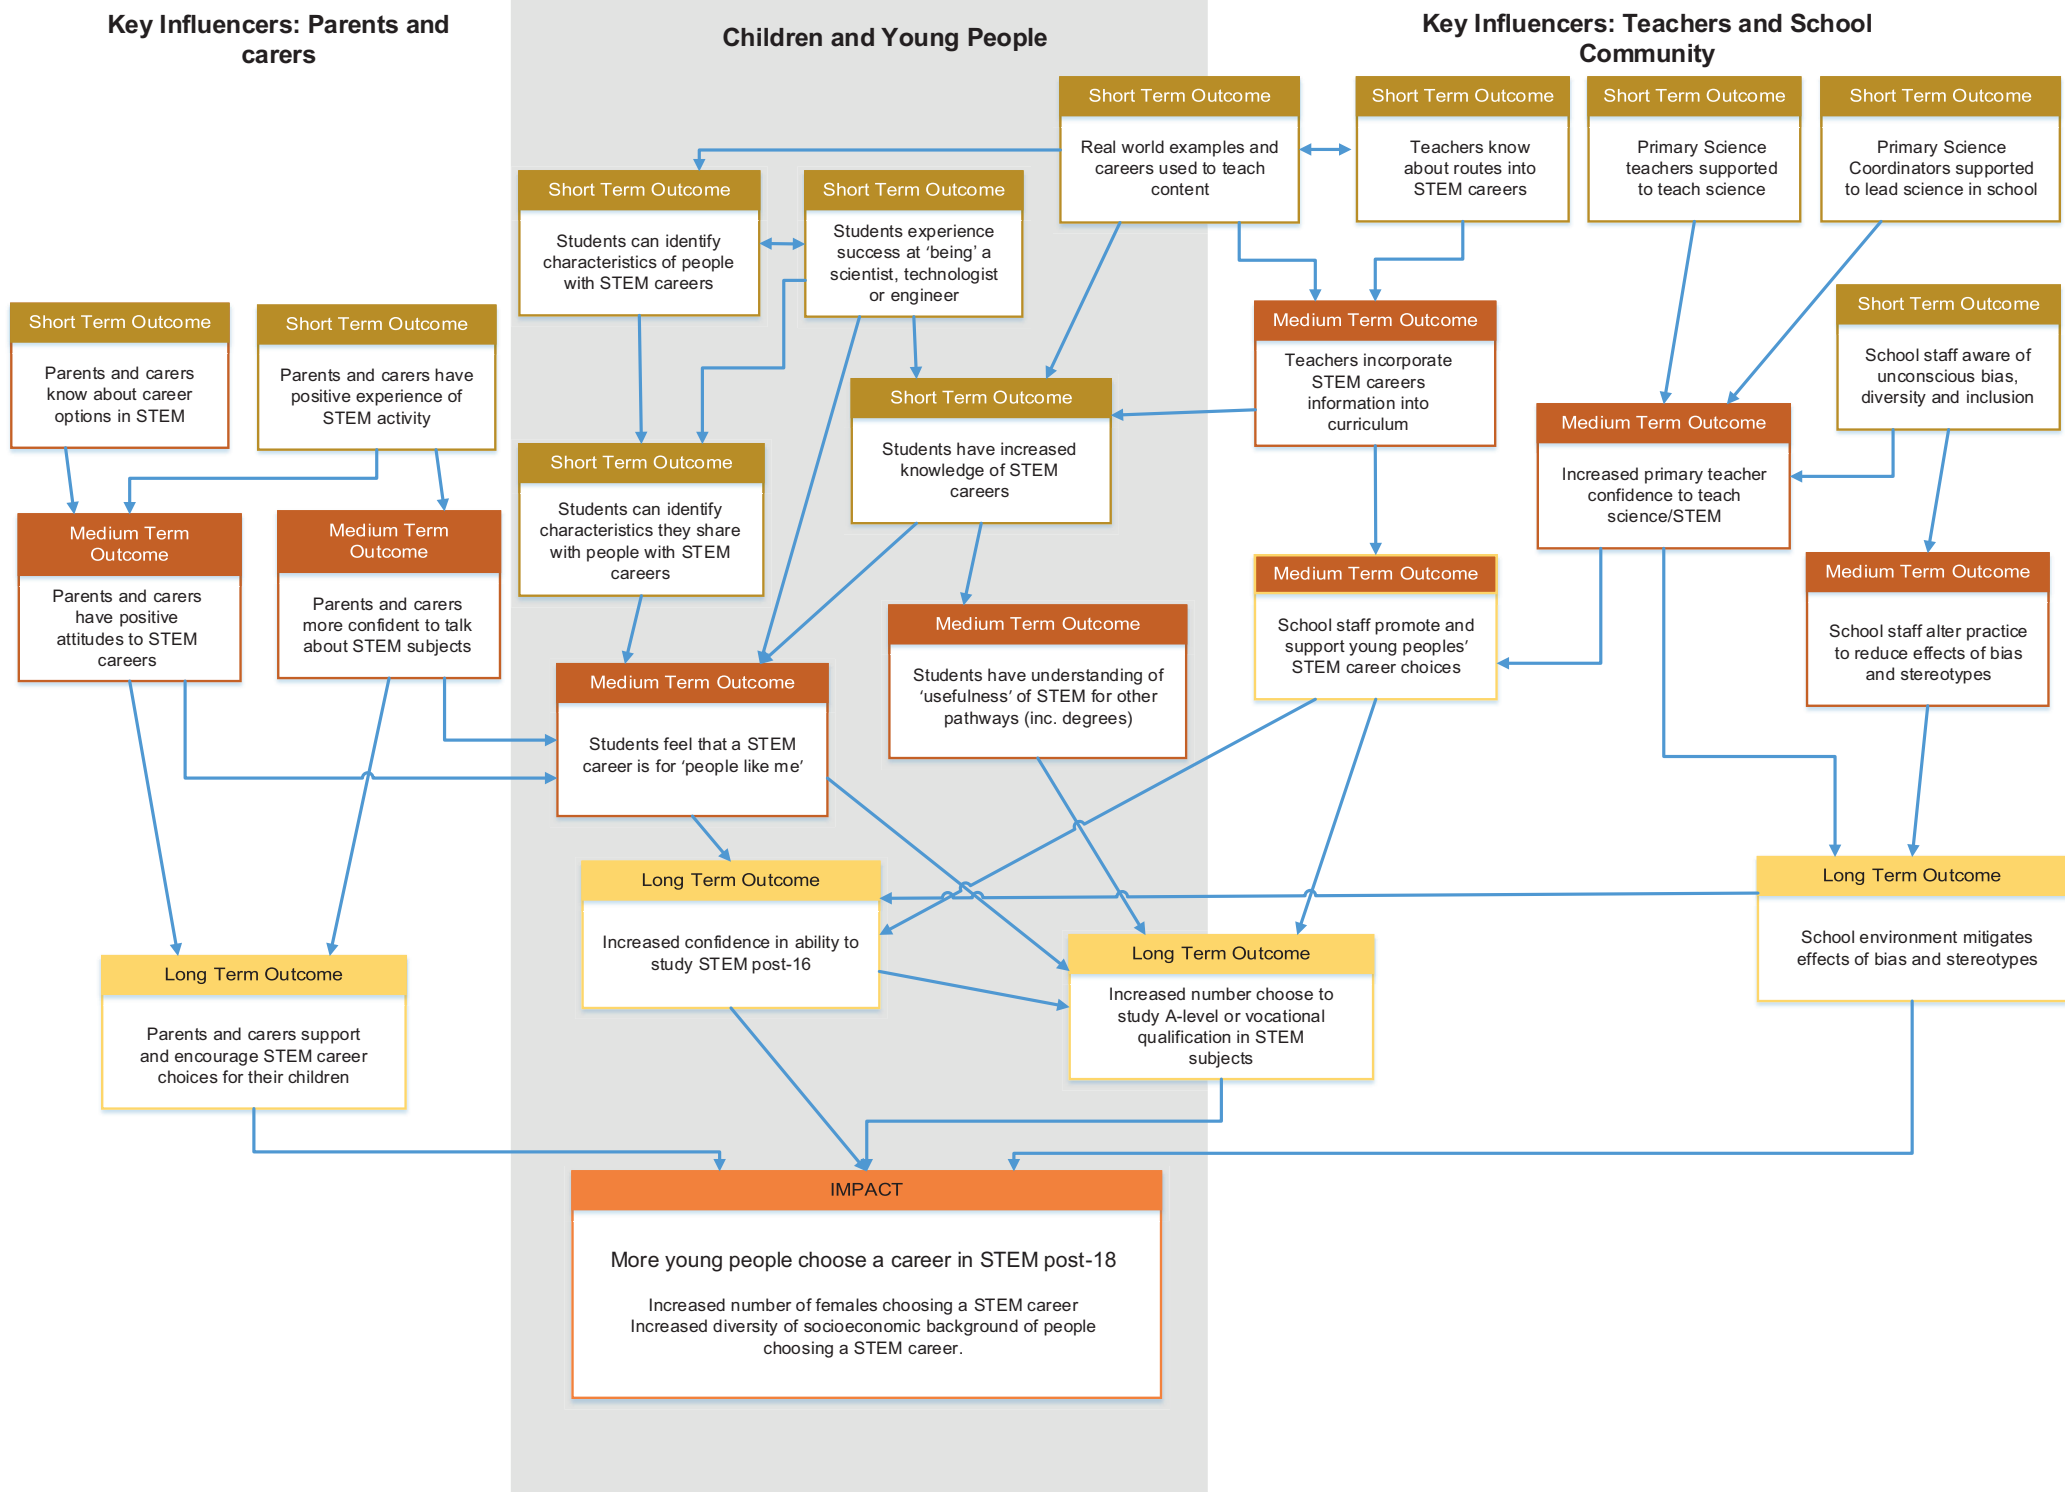 Key Influencers: Parents and
carers
Children and Young People
Key Influencers: Teachers and School
Community
Short Term Outcome
Real world examples and
careers used to teach
content
Short Term Outcome
Teachers know
about routes into
STEM careers
Short Term Outcome
Primary Science
teachers supported
to teach science
Short Term Outcome
Primary Science
Coordinators supported
to lead science in school
Short Term Outcome
Students can identify
characteristics of people
with STEM careers
Short Term Outcome
Students experience
success at ‘being’ a
scientist, technologist
or engineer
Short Term Outcome
Parents and carers
know about career
options in STEM
Short Term Outcome
Parents and carers have
positive experience of
STEM activity
Medium Term Outcome
Teachers incorporate
STEM careers
information into
curriculum
Short Term Outcome
School staff aware of
unconscious bias,
diversity and inclusion
Short Term Outcome
Students have increased
knowledge of STEM
careers
Medium Term Outcome
Increased primary teacher
confidence to teach
science/STEM
Short Term Outcome
Students can identify
characteristics they share
with people with STEM
careers
Medium Term
Outcome
Parents and carers
have positive
attitudes to STEM
careers
Medium Term
Outcome
Parents and carers
more confident to talk
about STEM subjects
Medium Term Outcome
School staff promote and
support young peoples’
STEM career choices
Medium Term Outcome
School staff alter practice
to reduce effects of bias
and stereotypes
Medium Term Outcome
Students have understanding of
‘usefulness’ of STEM for other
pathways (inc. degrees)
Medium Term Outcome
Students feel that a STEM
career is for ‘people like me’
Long Term Outcome
Increased confidence in ability to
study STEM post-16
Long Term Outcome
School environment mitigates
effects of bias and stereotypes
Long Term Outcome
Increased number choose to
study A-level or vocational
qualification in STEM
subjects
Long Term Outcome
Parents and carers support
and encourage STEM career
choices for their children
IMPACT
More young people choose a career in STEM post-18
Increased number of females choosing a STEM career
Increased diversity of socioeconomic background of people
choosing a STEM career.